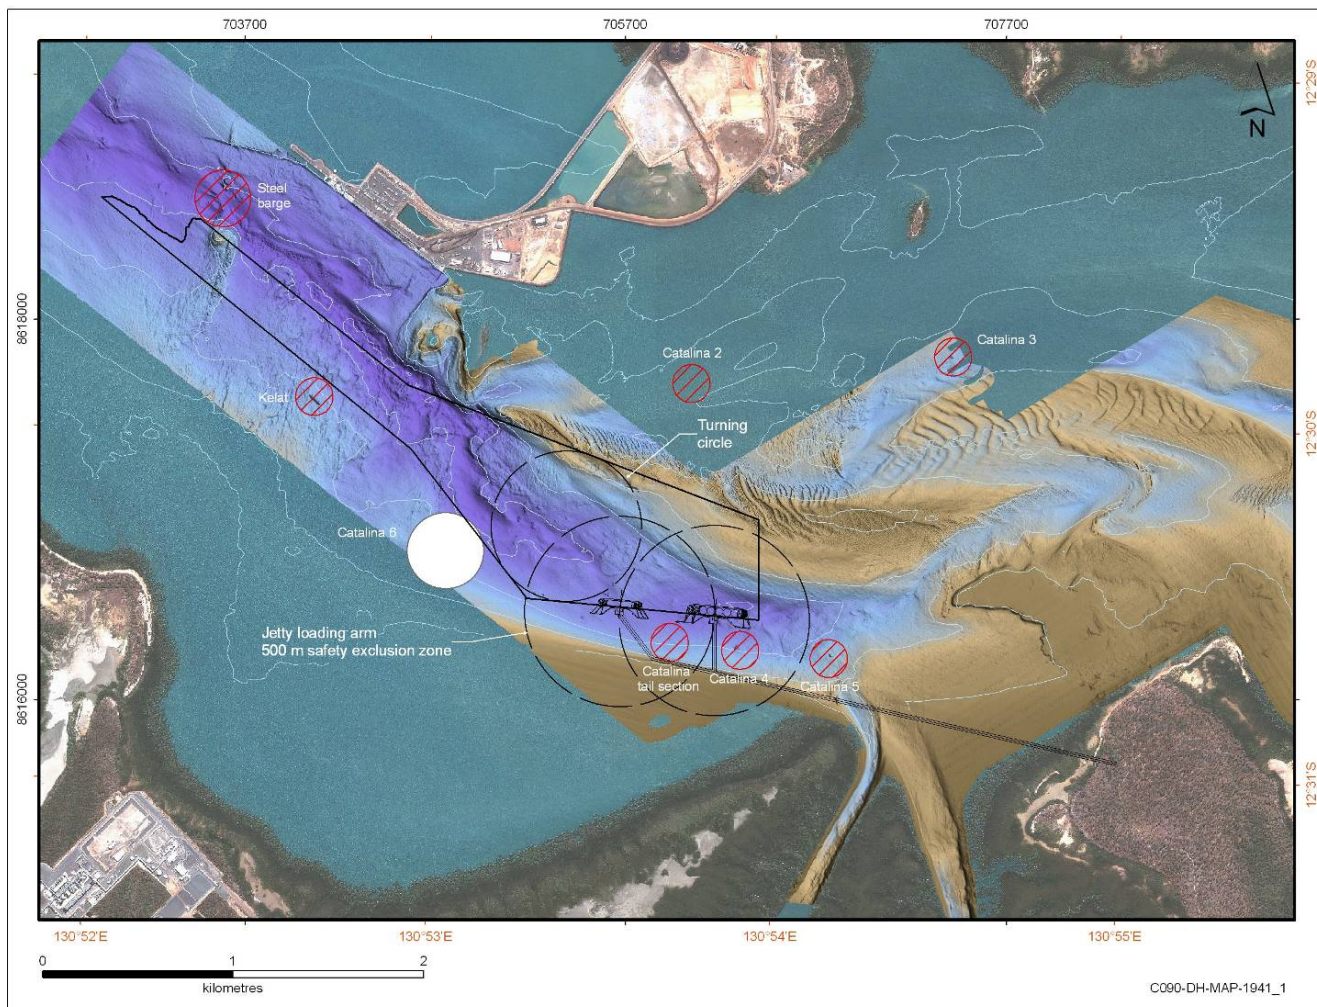 703700
705700
707700
12°29'S
N
Steel
barge
8618000
Catalina 2
Catalina 3
Kelat
Turning
circle
12°30'S
Catalina 6
Jetty loading arm
500 m safety exclusion zone
Catalina
tail section
Catalina 4
Catalina 5
8616000
12°31'S
130°52'E
130°53'E
130°54'E
130°55'E
0
1
2
kilometres
C090-DH-MAP-1941_1